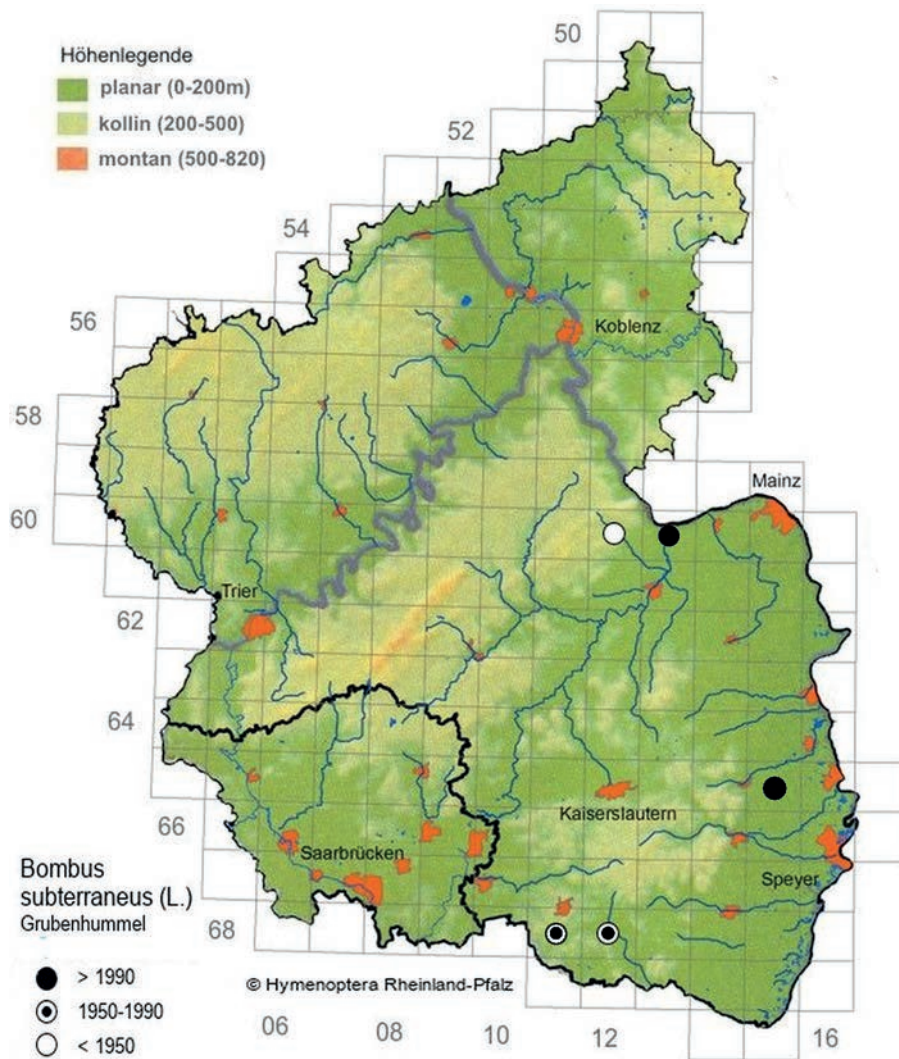 50
Höhenlegende
planar (0-200m)
kollin (200-500)
montan (500-820)
52
54
56
Koblenz
58
Mainz
60
Trier
62
64
Kaiserslautern
66
Saarbrücken
Speyer
Bombus
subterraneus (L.)
Grubenhummel
68
> 1990
© Hymenoptera Rheinland-Pfalz
1950-1990
06
08
10
12
16
< 1950